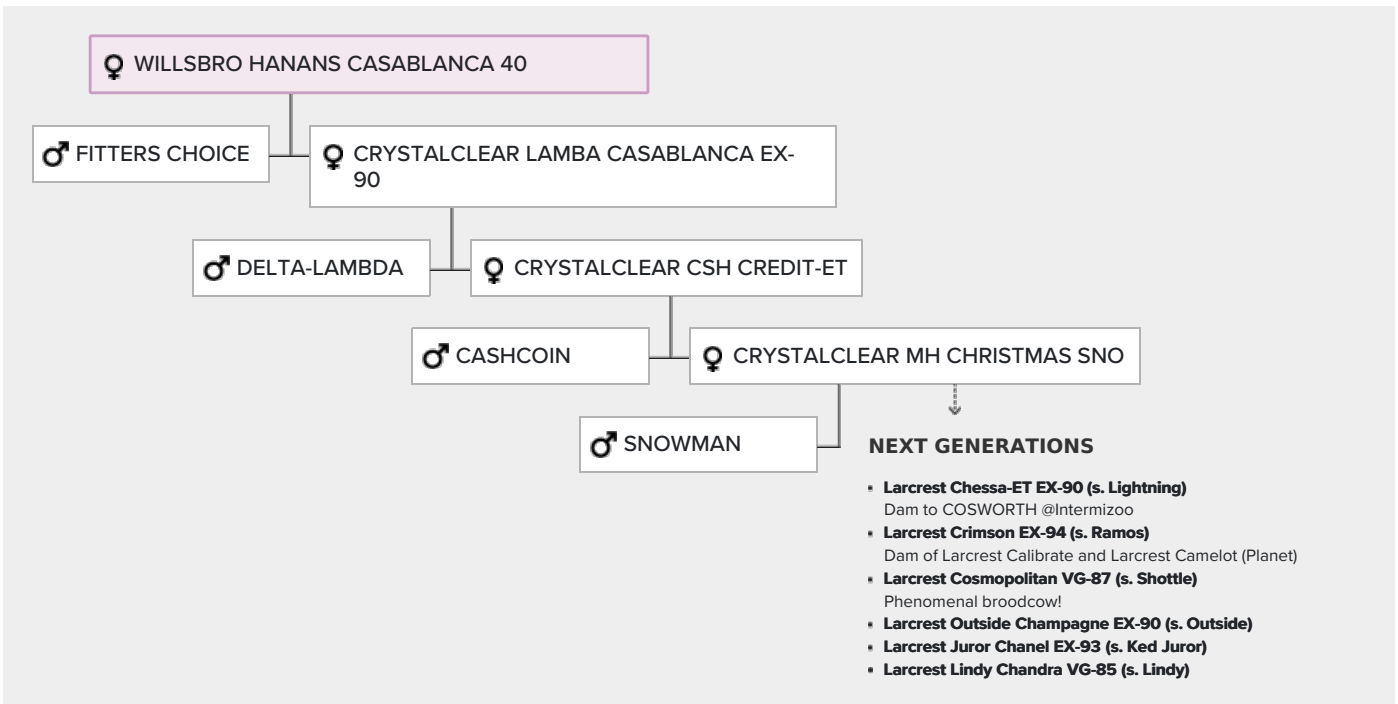 WILLSBRO HANANS CASABLANCA 40
FITTERS CHOICE
CRYSTALCLEAR LAMBA CASABLANCA EX-
90
DELTA-LAMBDA
CRYSTALCLEAR CSH CREDIT-ET
CASHCOIN
CRYSTALCLEAR MH CHRISTMAS SNO
SNOWMAN
NEXT GENERATIONS
Larcrest Chessa-ET EX-90 (s. Lightning)
Dam to COSWORTH @Intermizoo
Larcrest Crimson EX-94 (s. Ramos)
Dam of Larcrest Calibrate and Larcrest Camelot (Planet)
Larcrest Cosmopolitan VG-87 (s. Shottle)
Phenomenal broodcow!
Larcrest Outside Champagne EX-90 (s. Outside)
Larcrest Juror Chanel EX-93 (s. Ked Juror)
Larcrest Lindy Chandra VG-85 (s. Lindy)